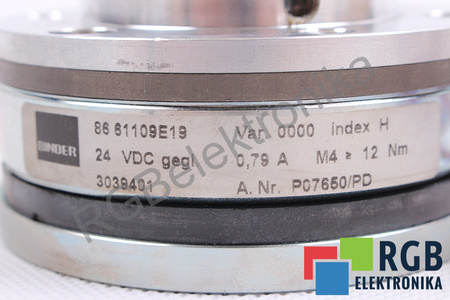 BINDER
86 61109E19 Var. 0000 index H
24 VDC gegl. 0,79 A M4 ≥ 12 Nm
3039401 A.Nr. P07650/PD
RGBelektronika
RGB
ELEKTRONIKA